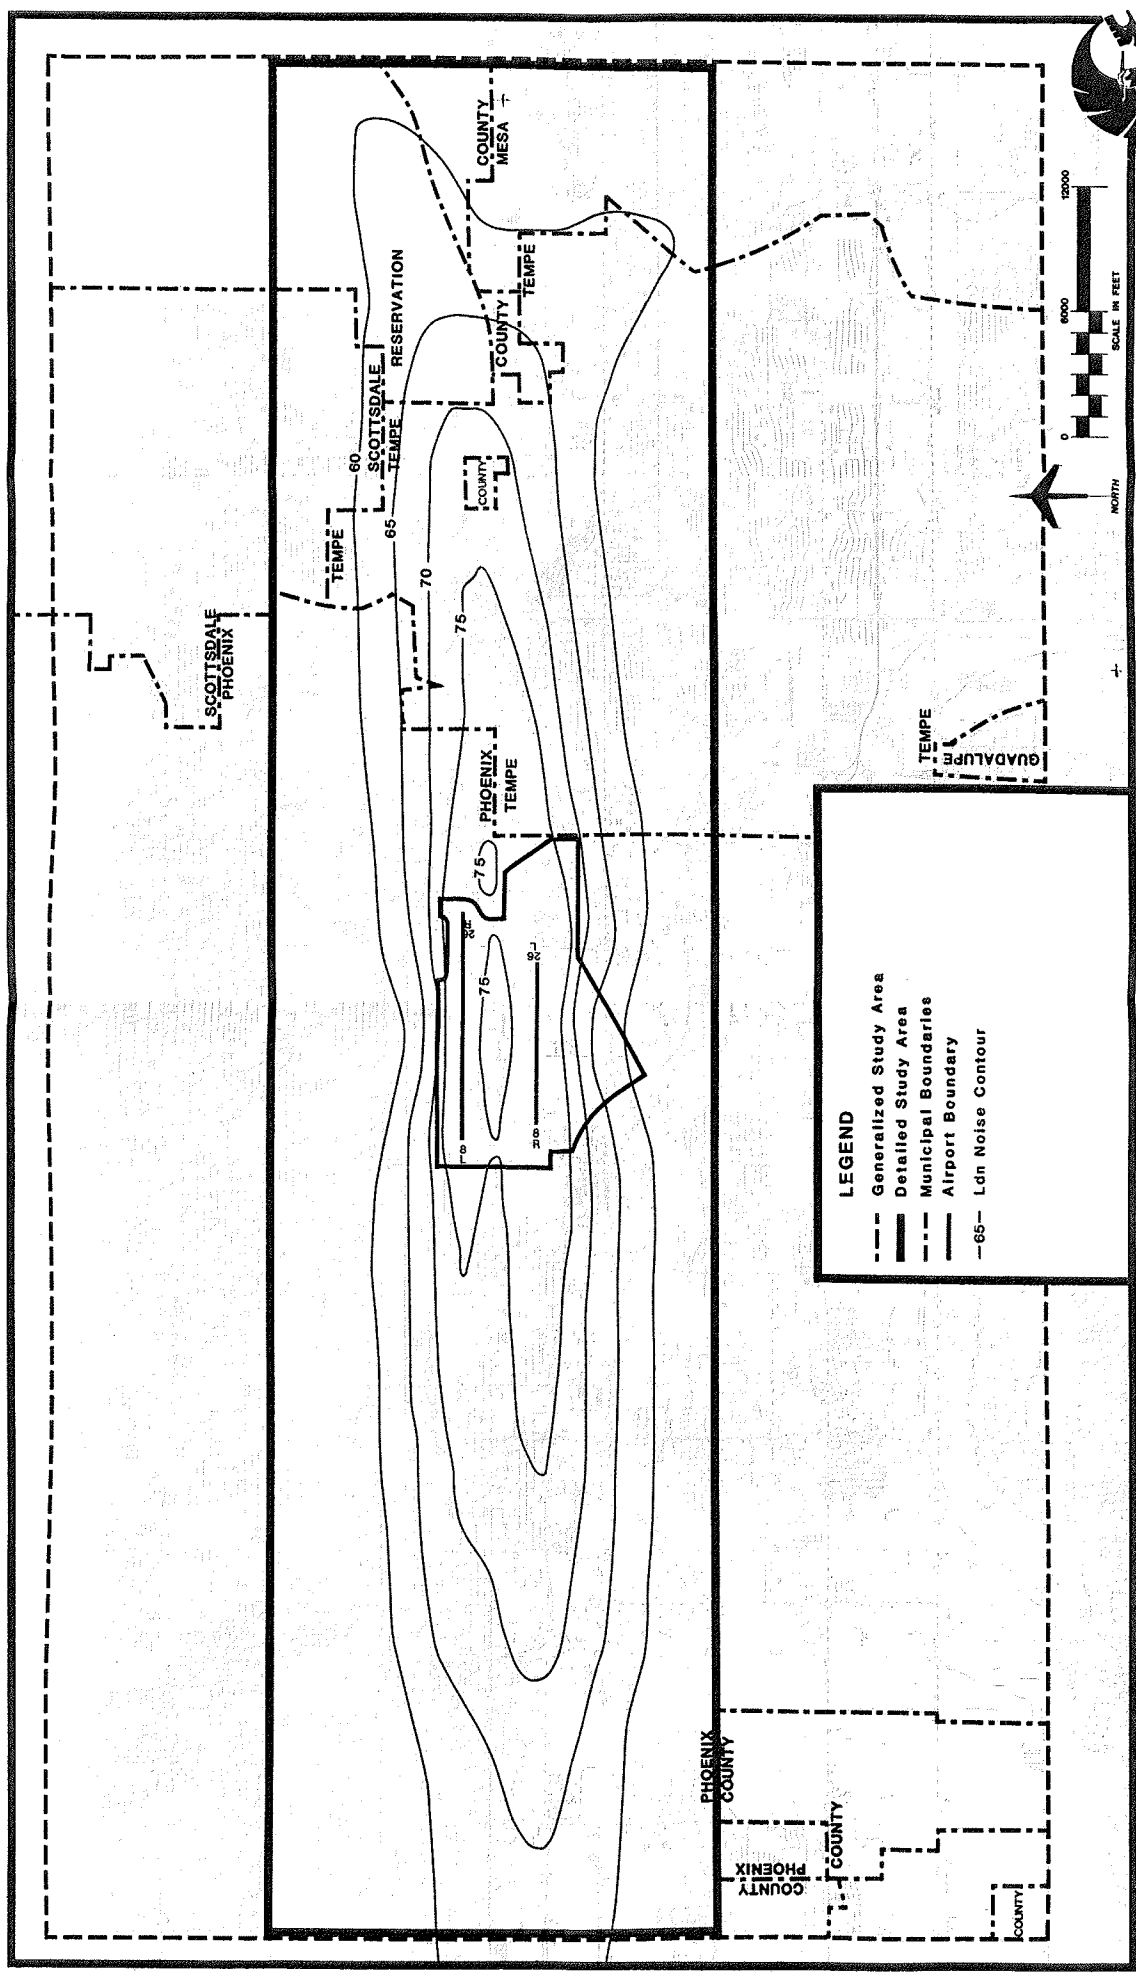 SCOTTSDALE
PHOENIX
TEMPE
60
SCOTTSDALE
TEMPE
RESERVATION
COUNTY
MESA
65
70
75
COUNTY
COUNTY
TEMPE
PHOENIX
TEMPE
75
75
26
R
26
L
8
L
8
R
PHOENIX
COUNTY
COUNTY
PHOENIX
COUNTY
COUNTY
TEMPE
GUADALUPE
LEGEND
Generalized Study Area
Detailed Study Area
Municipal Boundaries
Airport Boundary
—65— Ldn Noise Contour
NORTH
0
6000
12000
SCALE IN FEET